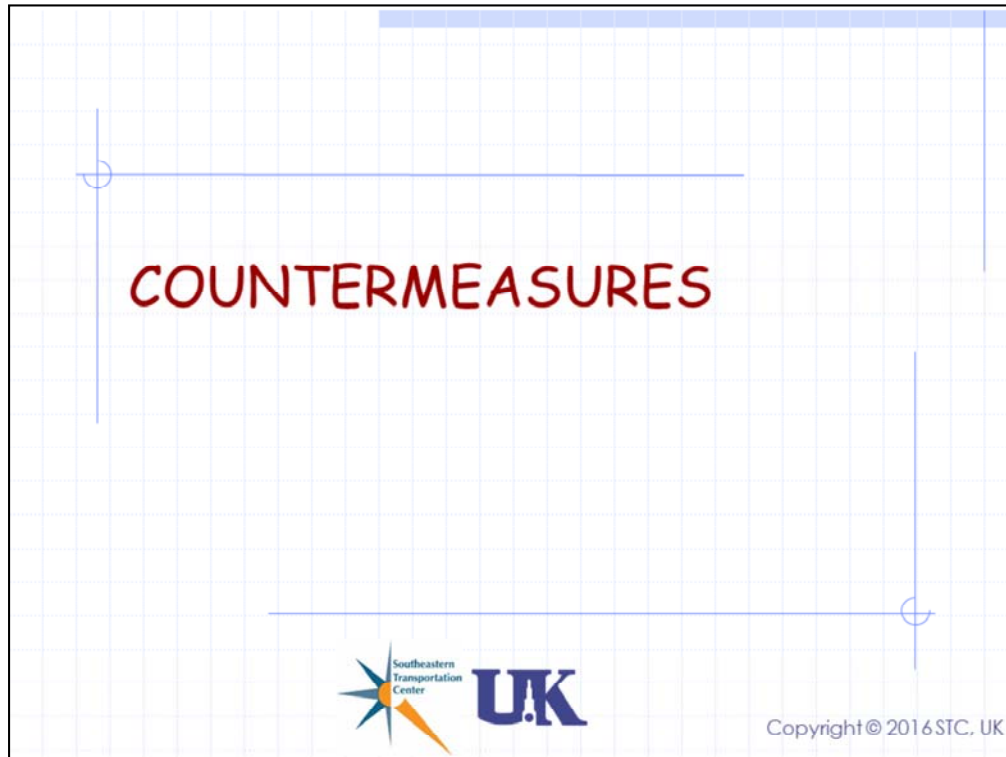 COUNTERMEASURES
Southeastern
Transportation
Center
UK
Copyright © 2016 STC, UK